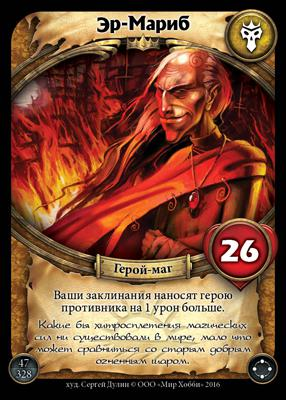 Эр-Мариб
26
Герой-маг
Ваши заклинания наносят герою
противника на 1 урон больше.
Какие бы хитросплетения магических
сил ни существовали в мире, мало что
может сравниться со старым добрым
огненным шаром.
47
328
худ. Сергей Дулин © ООО «Мир Хобби» 2016